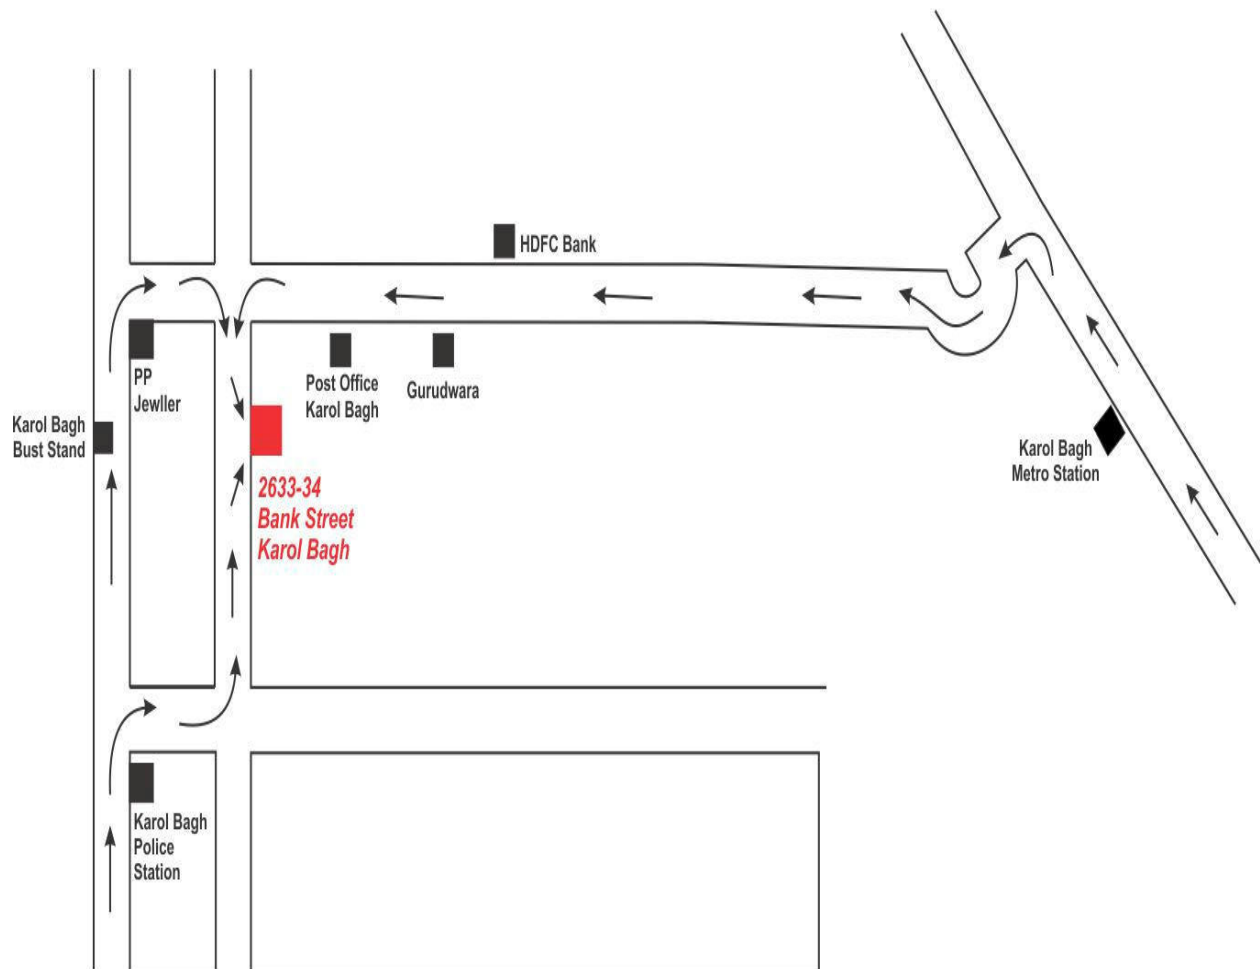 HDFC Bank
PP
Jewller
Post Office
Karol Bagh
Gurudwara
Karol Bagh
Bust Stand
Karol Bagh
Metro Station
2633-34
Bank Street
Karol Bagh
Karol Bagh
Police
Station